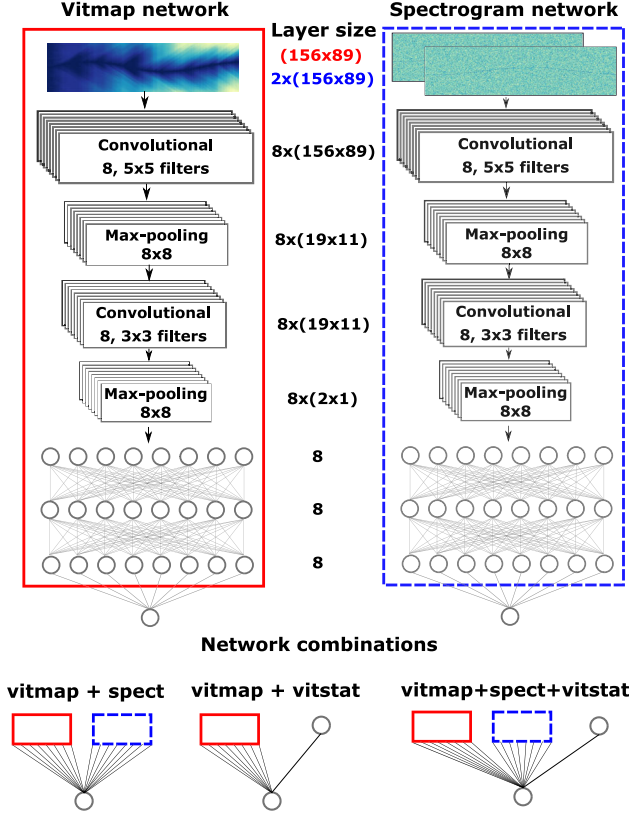 Vitmap network
Spectrogram network
Layer size
(156x89)
2x(156x89)
Convolutional
8, 5x5 filters
8x(156x89)
Convolutional
8, 5x5 filters
Max-pooling
8x8
8x(19x11)
Max-pooling
8x8
Convolutional
8, 3x3 filters
8x(19x11)
Convolutional
8, 3x3 filters
Max-pooling
8x8
8x(2x1)
Max-pooling
8x8
8
8
8
Network combinations
vitmap + spect
vitmap + vitstat
vitmap+spect+vitstat